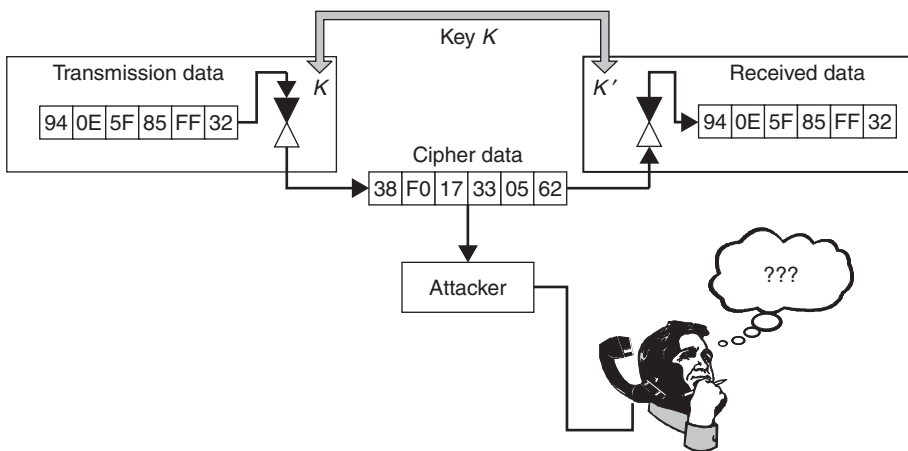 Key K
Transmission data
K
94 0E 5F 85 FF 32
K'
Received data
94 0E 5F 85 FF 32
Cipher data
38 F0 17 33 05 62
Attacker
???